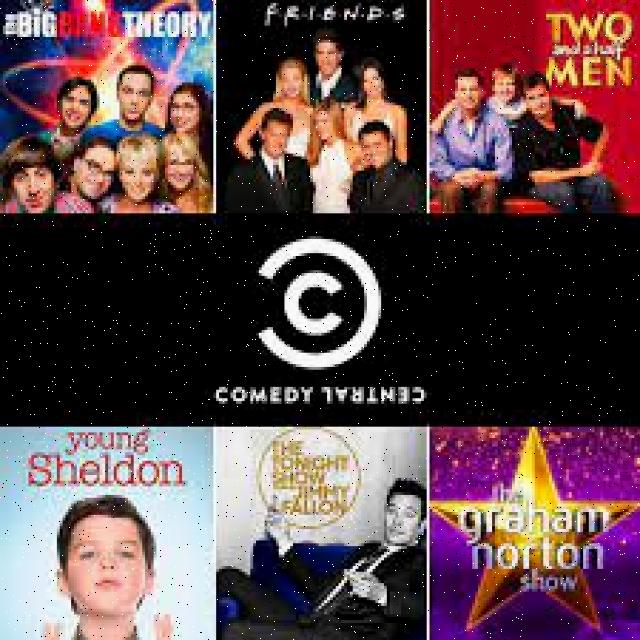 THE BIG BANG THEORY
FRIENDS
TWO
and a half
MEN
COMEDY CENTRAL
young
Sheldon
THE
TONIGHT
SHOW
JIMMY
FALLON
the
graham
norton
show